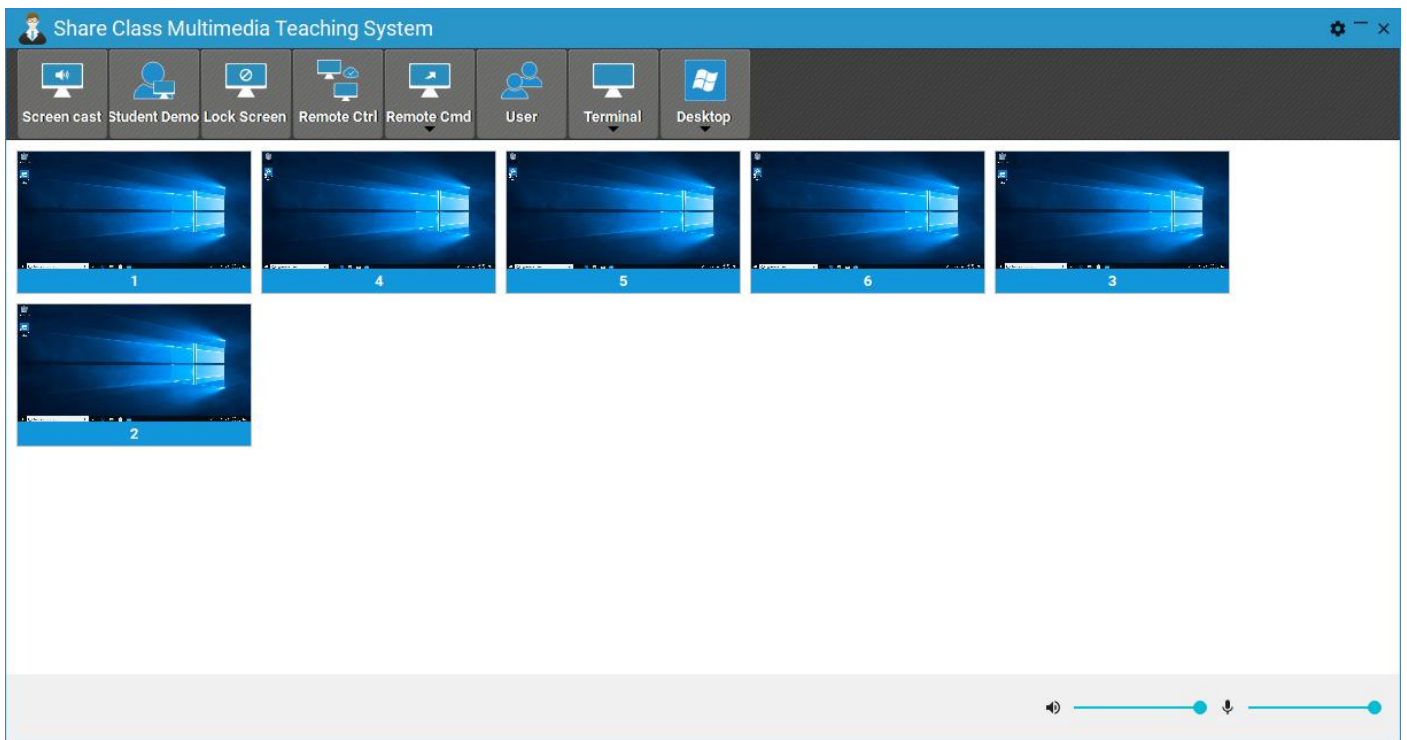 Share Class Multimedia Teaching System
Screen cast Student Demo Lock Screen Remote Ctrl Remote Cmd User Terminal Desktop
1 4 5 6 3
2